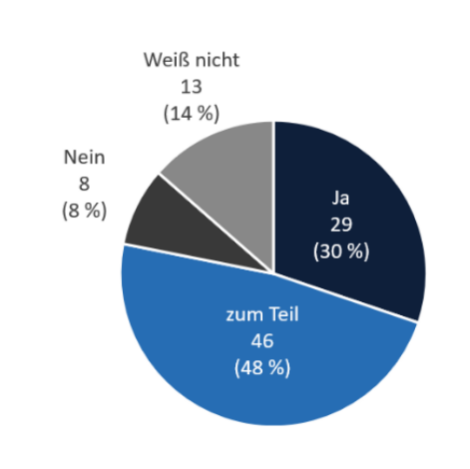 Weiß nicht
13
(14 %)
Nein
8
(8 %)
Ja
29
(30 %)
zum Teil
46
(48 %)